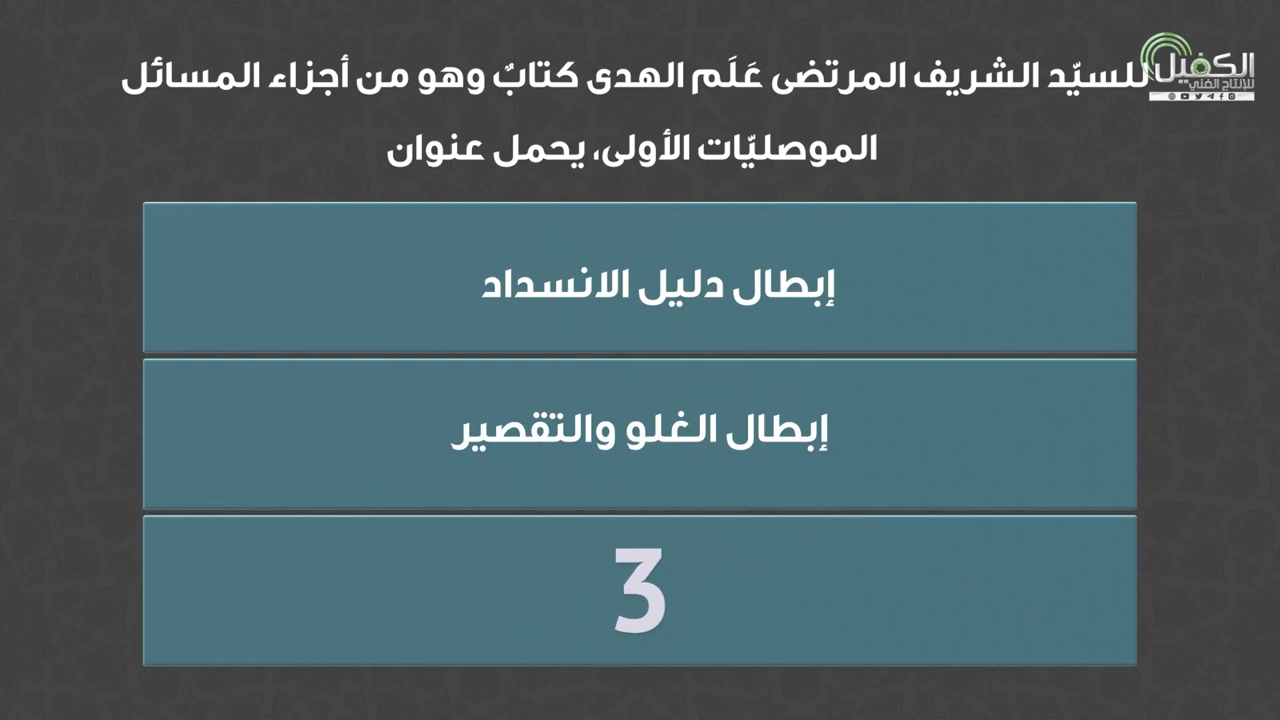 الكفيل
للإنتاج الفني
للسيّد الشريف المرتضى عَلَم الهدى كتابٌ وهو من أجزاء المسائل
الموصليّات الأولى، يحمل عنوان
إبطال دليل الانسداد
إبطال الغلو والتقصير
3